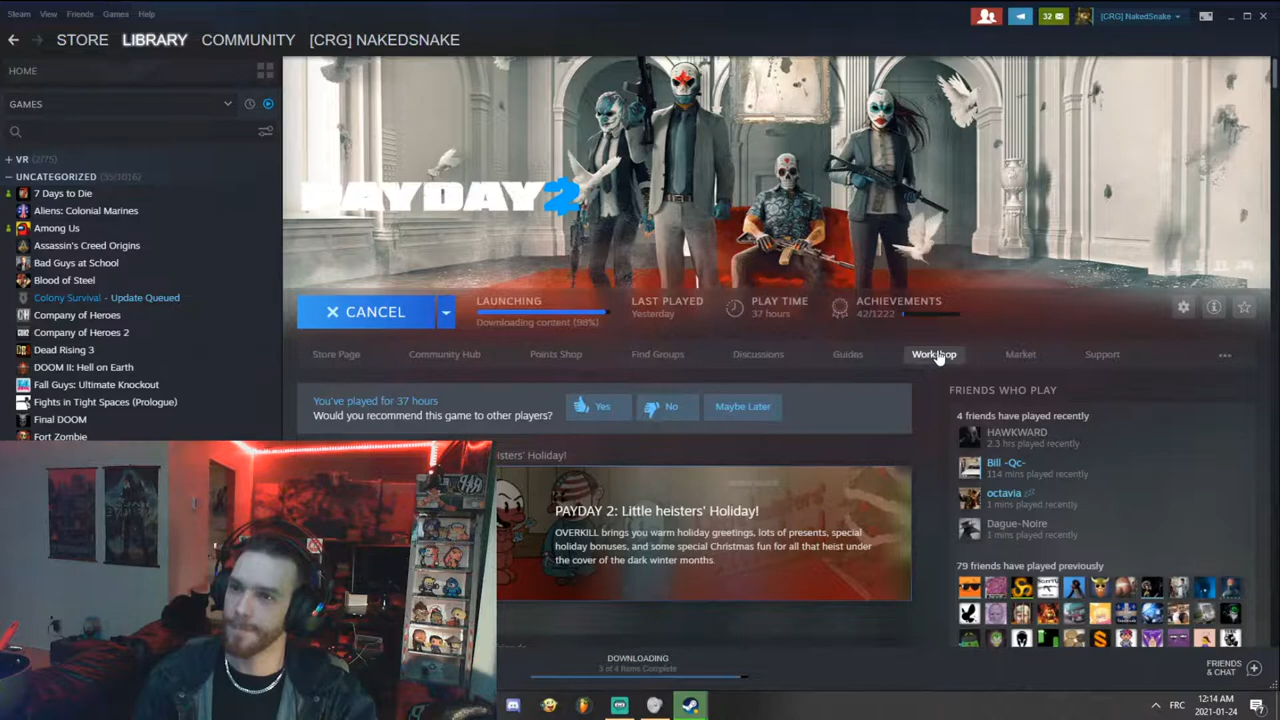 Steam View Friends Games Help
32
[CRG] NakedSnake
STORE LIBRARY COMMUNITY [CRG] NAKEDSNAKE
HOME
GAMES
VR (2/75)
UNCATEGORIZED (35/1016)
7 Days to Die
Aliens: Colonial Marines
Among Us
Assassin's Creed Origins
Bad Guys at School
Blood of Steel
Colony Survival - Update Queued
Company of Heroes
Company of Heroes 2
Dead Rising 3
DOOM II: Hell on Earth
Fall Guys: Ultimate Knockout
Fights in Tight Spaces (Prologue)
Final DOOM
Fort Zombie
PAYDAY 2
CANCEL
LAUNCHING
Downloading content (98%)
LAST PLAYED
Yesterday
PLAY TIME
37 hours
ACHIEVEMENTS
42/1222
Store Page Community Hub Points Shop Find Groups Discussions Guides Workshop Market Support
You've played for 37 hours
Would you recommend this game to other players?
Yes No Maybe Later
isters' Holiday!
PAYDAY 2: Little heisters' Holiday!
OVERKILL brings you warm holiday greetings, lots of presents, special
holiday bonuses, and some special Christmas fun for all that heist under
the cover of the dark winter months.
FRIENDS WHO PLAY
4 friends have played recently
HAWKWARD
2.3 hrs played recently
Bill -Qc-
114 mins played recently
octavia
1 mins played recently
Dague-Noire
1 mins played recently
79 friends have played previously
DOWNLOADING
3 of 4 Items Complete
FRIENDS
& CHAT
FRC
12:14 AM
2021-01-24
7